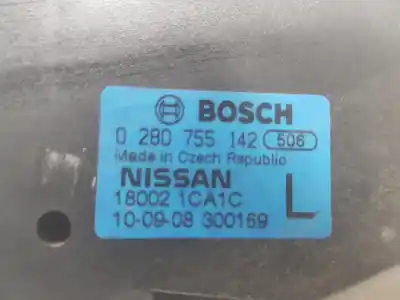 BOSCH
0 280 755 142 506
Made in Czech Republic
NISSAN
18002 1CA1C L
10-09-08 300169